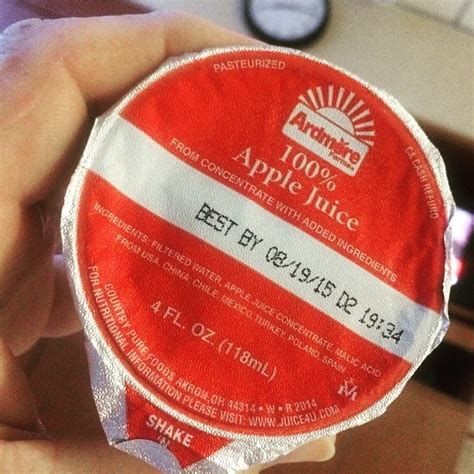 PASTEURIZED
Ardmore
Farms
100%
Apple Juice
FROM CONCENTRATE WITH ADDED INGREDIENTS
CA CASH REFUND
BEST BY 08/19/15 D2 19:34
INGREDIENTS: FILTERED WATER, APPLE JUICE CONCENTRATE, MALIC ACID
FROM USA, CHINA, CHILE, MEXICO, TURKEY, POLAND, SPAIN
4 FL. OZ. (118mL)
COUNTRY PURE FOODS AKRON, OH 44314 • W • R 2014
FOR NUTRITIONAL INFORMATION PLEASE VISIT: WWW.JUICE4U.COM
SHAKE